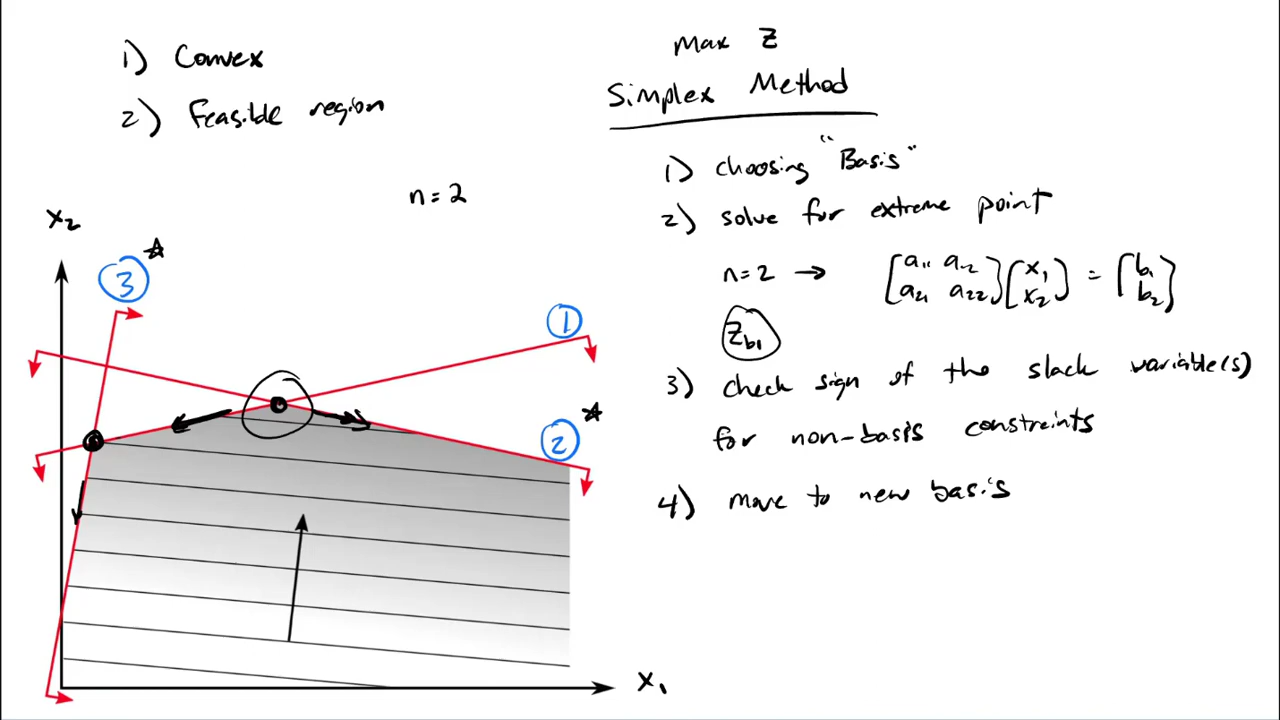 1) Convex
2) Feasible region
n = 2
x₂
3
1
2
x₁
Max Z
Simplex Method
1) choosing "Basis"
2) solve for extreme point
n=2 → [a₁₁ a₁₂ a₂₁ a₂₂] [x₁ x₂] = [b₁ b₂]
Z_b₁
3) check sign of the slack variable(s)
for non-basis constraints
4) move to new basis